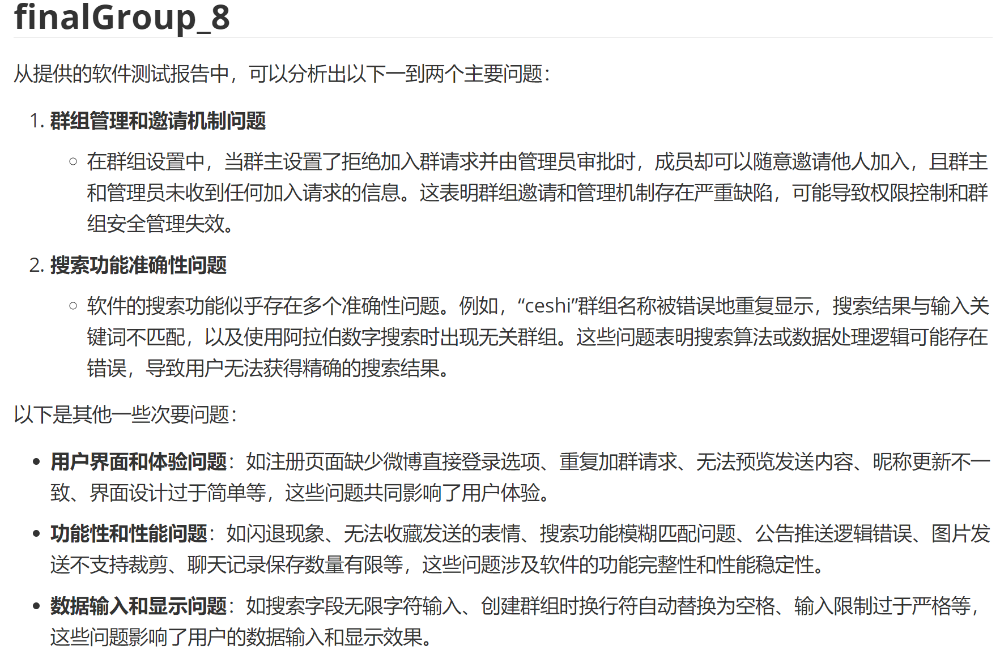 finalGroup_8
从提供的软件测试报告中，可以分析出以下一到两个主要问题：
1. 群组管理和邀请机制问题
○ 在群组设置中，当群主设置了拒绝加入群请求并由管理员审批时，成员却可以随意邀请他人加入，且群主
和管理员未收到任何加入请求的信息。这表明群组邀请和管理机制存在严重缺陷，可能导致权限控制和群
组安全管理失效。
2. 搜索功能准确性问题
○ 软件的搜索功能似乎存在多个准确性问题。例如，“ceshi”群组名称被错误地重复显示，搜索结果与输入关
键词不匹配，以及使用阿拉伯数字搜索时出现无关群组。这些问题表明搜索算法或数据处理逻辑可能存在
错误，导致用户无法获得精确的搜索结果。
以下是其他一些次要问题：
• 用户界面和体验问题：如注册页面缺少微博直接登录选项、重复加群请求、无法预览发送内容、昵称更新不一
致、界面设计过于简单等，这些问题共同影响了用户体验。
• 功能性和性能问题：如闪退现象、无法收藏发送的表情、搜索功能模糊匹配问题、公告推送逻辑错误、图片发
送不支持裁剪、聊天记录保存数量有限等，这些问题涉及软件的功能完整性和性能稳定性。
• 数据输入和显示问题：如搜索字段无限字符输入、创建群组时换行符自动替换为空格、输入限制过于严格等，
这些问题影响了用户的数据输入和显示效果。